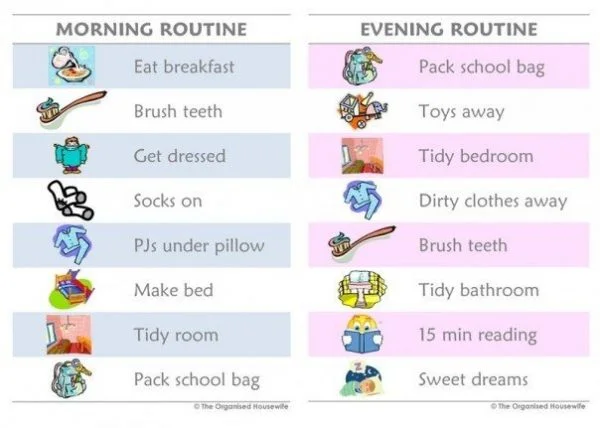 MORNING ROUTINE
Eat breakfast
Brush teeth
Get dressed
Socks on
PJs under pillow
Make bed
Tidy room
Pack school bag
© The Organised Housewife
EVENING ROUTINE
Pack school bag
Toys away
Tidy bedroom
Dirty clothes away
Brush teeth
Tidy bathroom
15 min reading
Sweet dreams
© The Organised Housewife